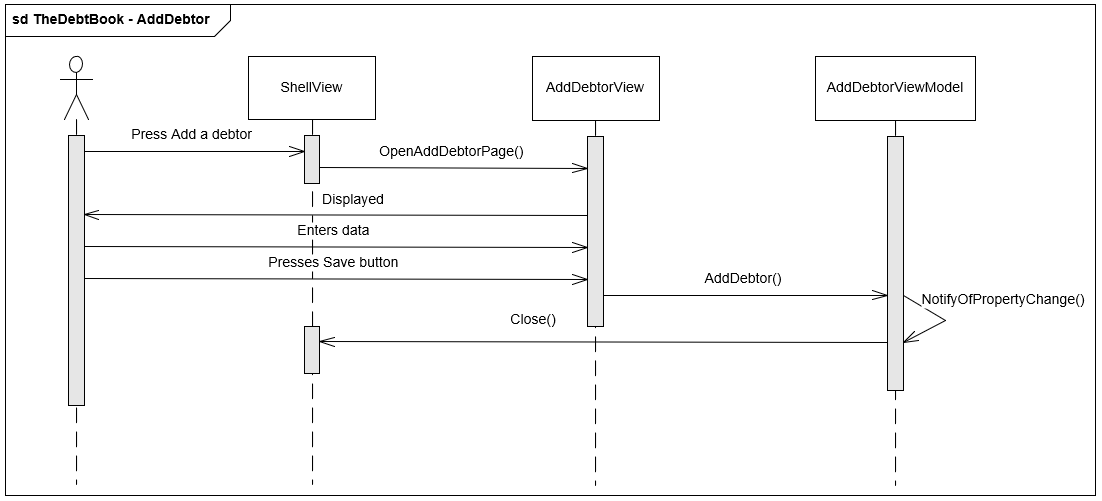 sd TheDebtBook - AddDebtor
ShellView
AddDebtorView
AddDebtorViewModel
Press Add a debtor
OpenAddDebtorPage()
Displayed
Enters data
Presses Save button
AddDebtor()
NotifyOfPropertyChange()
Close()